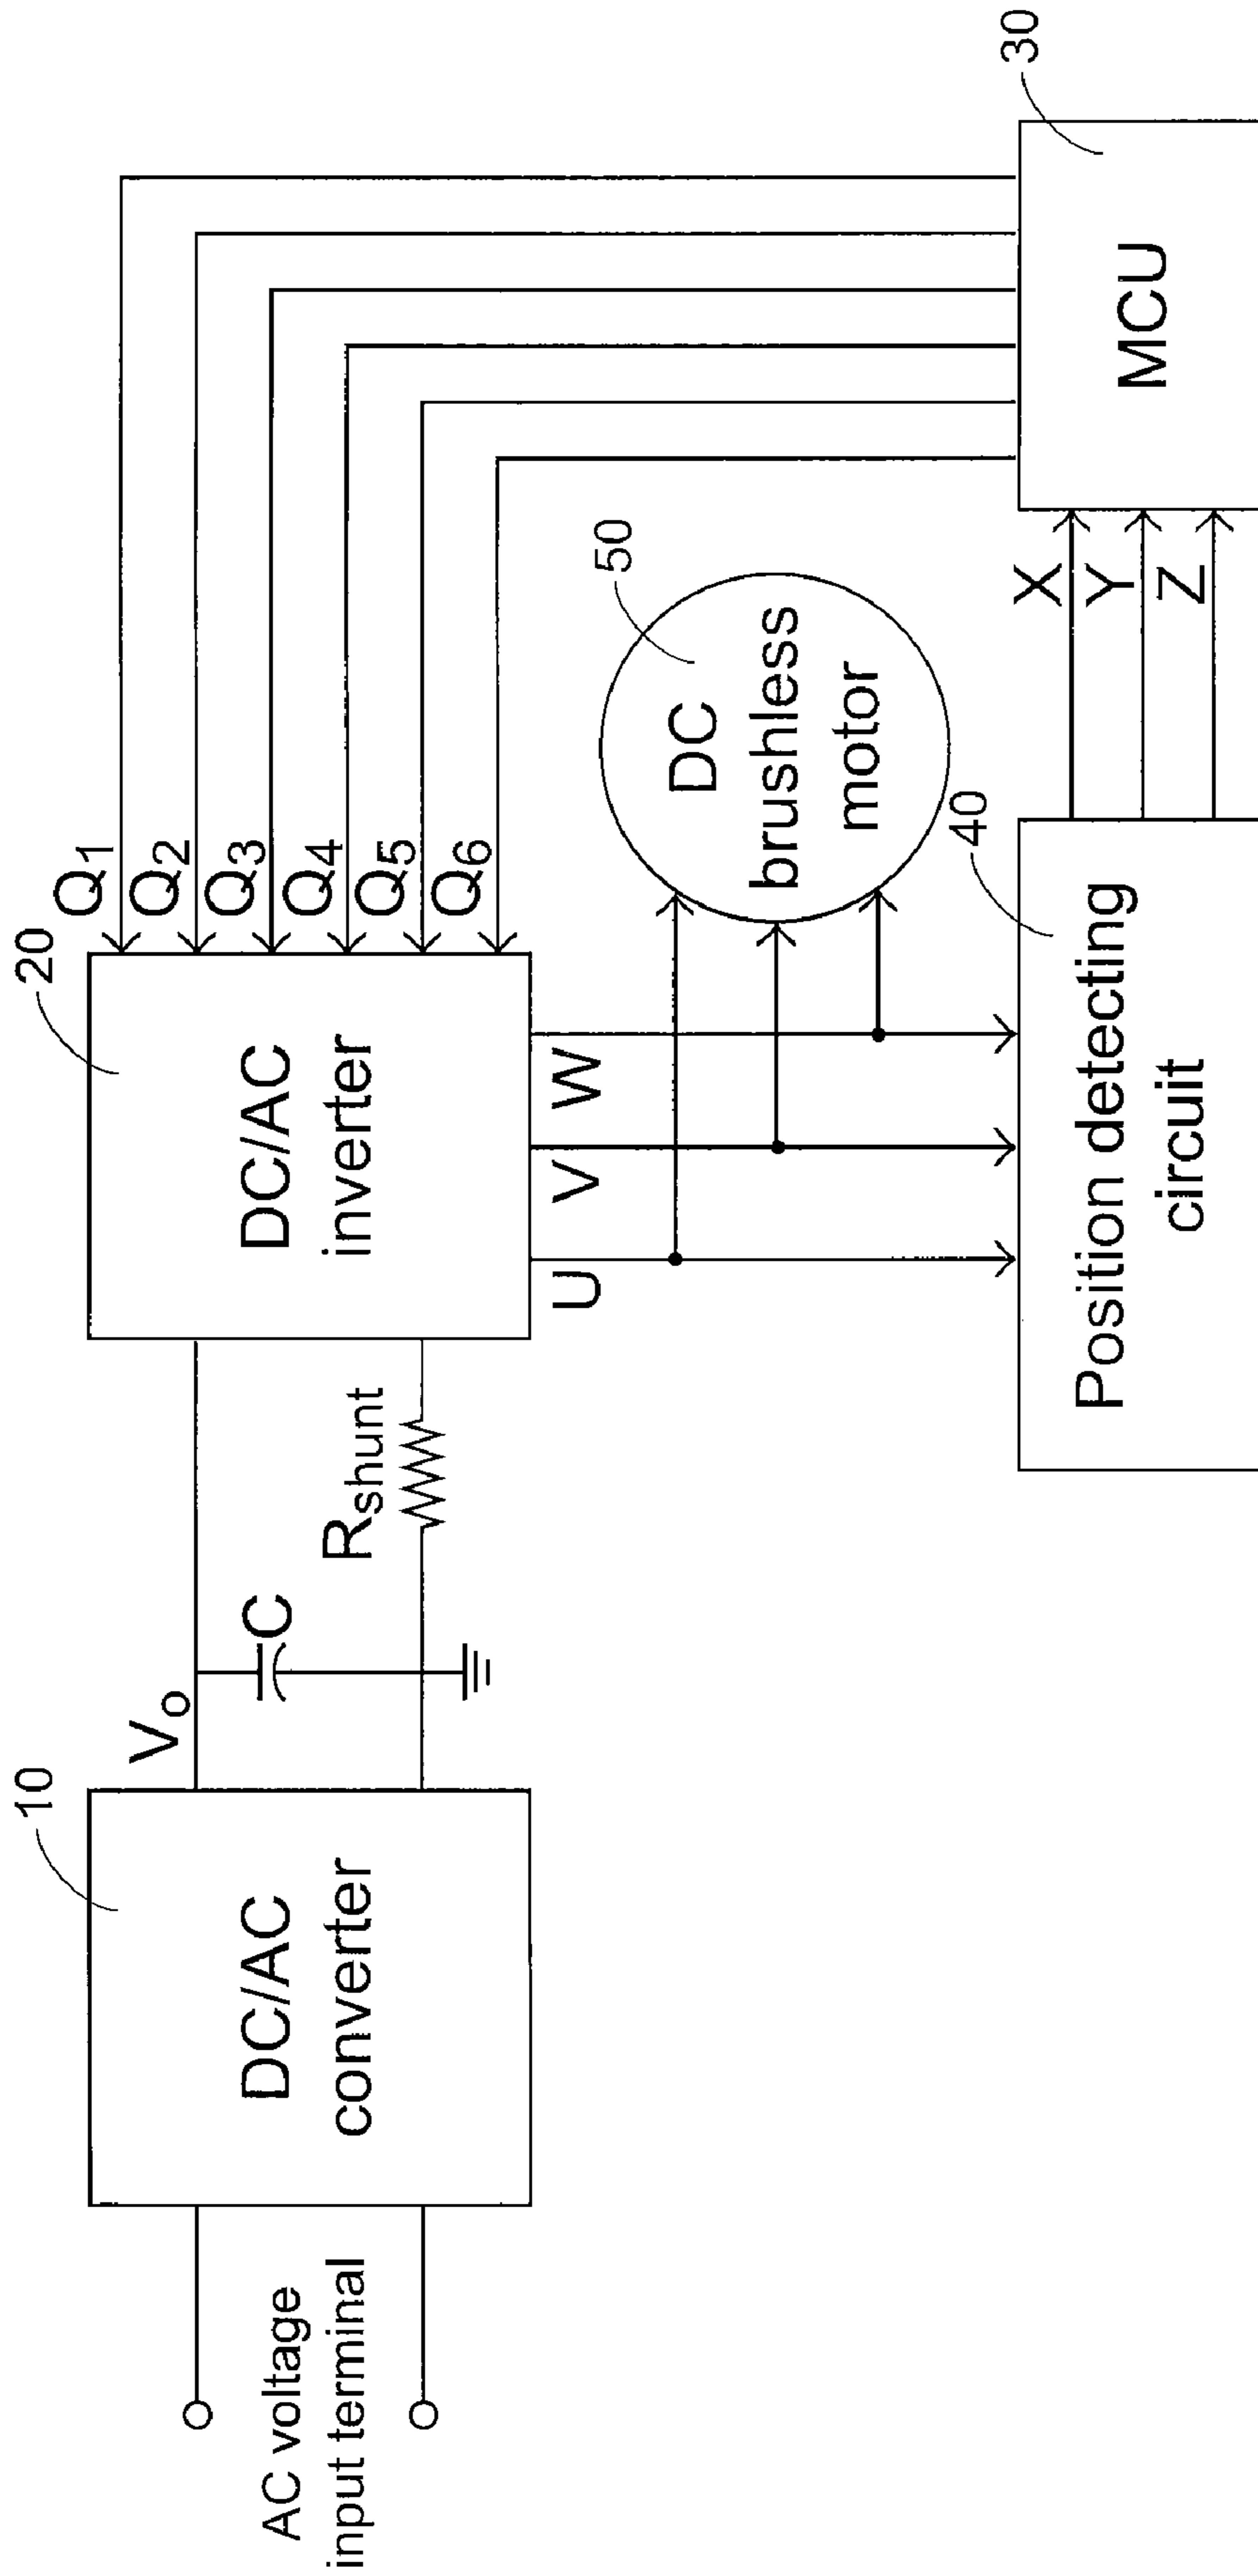 10
20
AC voltage
input terminal
DC/AC
converter
Vo
C
Rshunt
DC/AC
inverter
Q1
Q2
Q3
Q4
Q5
Q6
U
V
W
50
DC
brushless
motor
40
30
Position detecting
circuit
X
Y
Z
MCU